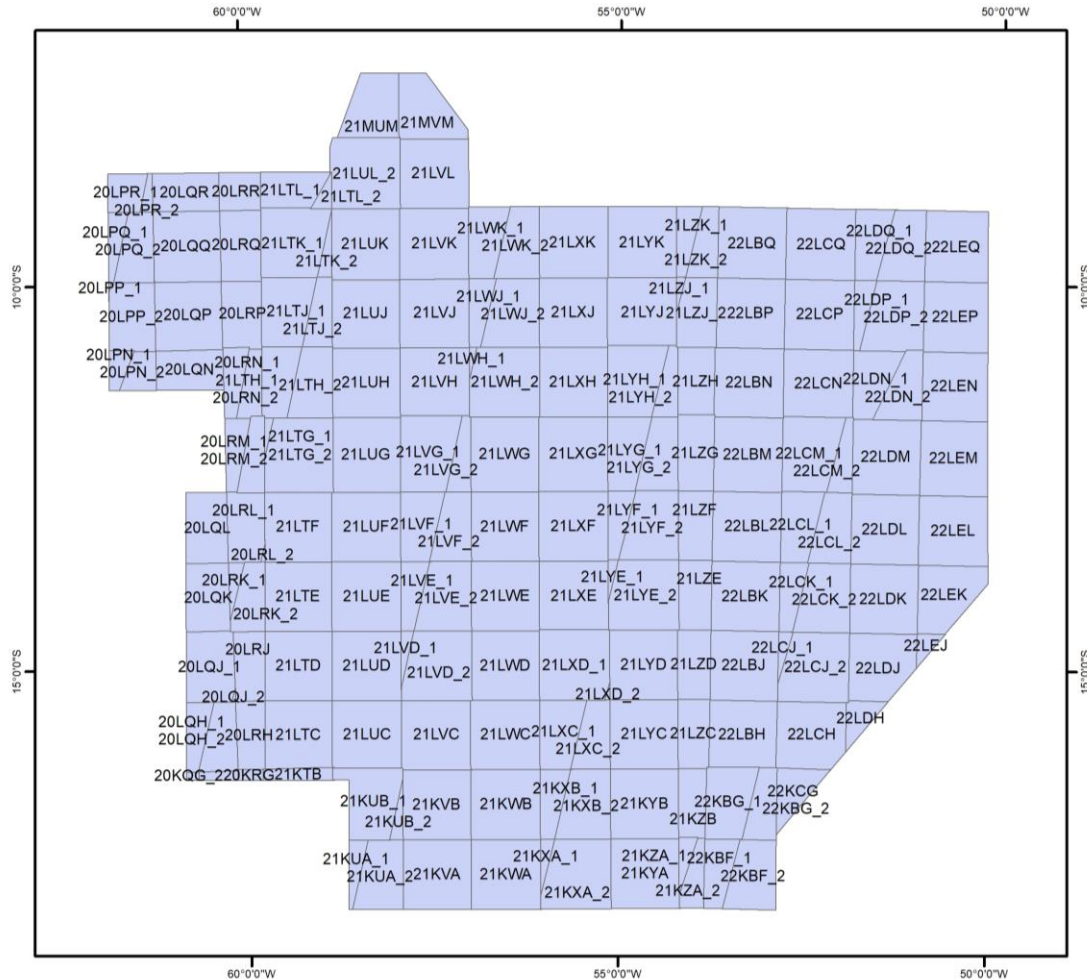 60°0'0"W 55°0'0"W 50°0'0"W
21MUM 21MVM
21LUL_2 21LVL
20LPR_1 20LQR 20LRR 21LTL_1
21LTL_2
20LPR_2
20LPQ_1 21LWK_1 21LZK_1 22LDQ_1
20LPQ_2 20LQQ 20LRQ 21LTK_1 21LUK 21LVK 21LWK_2 21LXK 21LYK 22LBQ 22LCQ 22LDQ_2 22LEQ
21LTK_2 21LZK_2
10°0'0"S 10°0'0"S
20LPP_1 21LWJ_1 21LZJ_1 22LDP_1
20LPP_2 20LQP 20LRP 21LTJ_1 21LUJ 21LVJ 21LWJ_2 21LXJ 21LYJ 21LZJ_2 22LBP 22LCP 22LDP_2 22LEP
21LTJ_2
20LPN_1 20LRN_1 21LWH_1
20LPN_2 20LQN 21LTH_1 21LTH_2 21LUH 21LVH 21LWH_2 21LXH 21LYH_1 21LZH 22LBN 22LCN 22LDN_1 22LEN
20LRN_2 21LYH_2 22LDN_2
20LRM_1 21LTG_1 21LVG_1 21LYG_1 22LCM_1
20LRM_2 21LTG_2 21LUG 21LVG_2 21LWG 21LXG 21LYG_2 21LZG 22LBM 22LCM_2 22LDM 22LEM
20LRL_1 21LYF_1 21LZF
20LQL 21LTF 21LUF 21LVF_1 21LWF 21LXF 21LYF_2 22LBL 22LCL_1 22LDL 22LEL
20LRL_2 21LVF_2 22LCL_2
20LRK_1 21LVE_1 21LYE_1 21LZE 22LCK_1
20LQK 21LTE 21LUE 21LVE_2 21LWE 21LXE 21LYE_2 22LBK 22LCK_2 22LDK 22LEK
20LRK_2
20LRJ 21LVD_1 22LCJ_1 22LEJ
20LQJ_1 21LTD 21LUD 21LVD_2 21LWD 21LXD_1 21LYD 21LZD 22LBJ 22LCJ_2 22LDJ
15°0'0"S 15°0'0"S
20LQJ_2 21LXD_2
20LQH_1 22LDH
20LQH_2 20LRH 21LTC 21LUC 21LVC 21LWC 21LXC_1 21LYC 21LZC 22LBH 22LCH
21LXC_2
20KQG_2 20KRG 21KTB
21KXB_1 22KCG
21KUB_1 21KVB 21KWB 21KXB_2 21KYB 22KBG_1 22KBG_2
21KUB_2 21KZB
21KUA_1 21KXA_1 21KZA_1 22KBF_1
21KUA_2 21KVA 21KWA 21KYA 22KBF_2
21KXA_2 21KZA_2
60°0'0"W 55°0'0"W 50°0'0"W